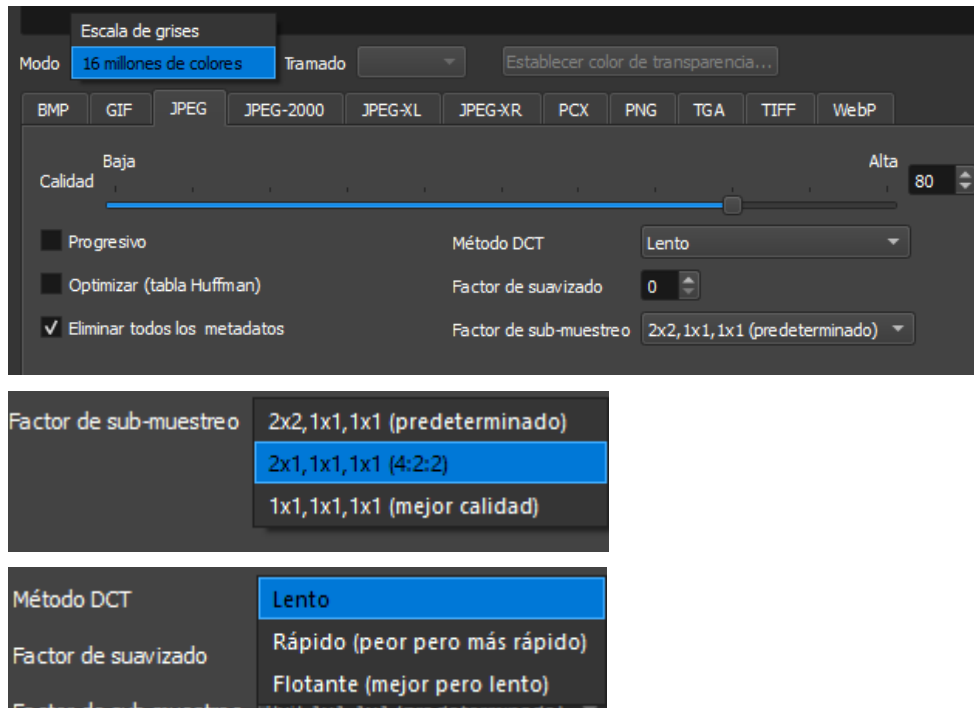 Escala de grises
Modo 16 millones de colores Tramado Establecer color de transparencia...
BMP GIF JPEG JPEG-2000 JPEG-XL JPEG-XR PCX PNG TGA TIFF WebP
Baja Alta
Calidad 80
Progresivo Método DCT Lento
Optimizar (tabla Huffman) Factor de suavizado 0
Eliminar todos los metadatos Factor de sub-muestreo 2x2,1x1,1x1 (predeterminado)
Factor de sub-muestreo 2x2,1x1,1x1 (predeterminado)
2x1,1x1,1x1 (4:2:2)
1x1,1x1,1x1 (mejor calidad)
Método DCT Lento
Rápido (peor pero más rápido)
Factor de suavizado
Flotante (mejor pero lento)